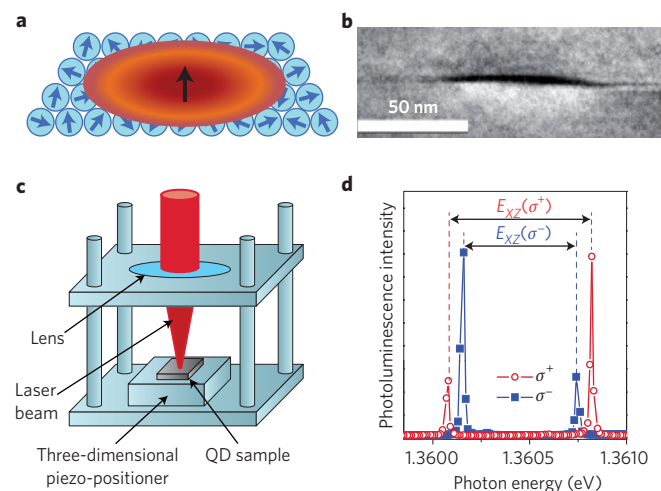 a
b
50 nm
c
Lens
Laser
beam
Three-dimensional
piezo-positioner
QD sample
d
E_XZ(σ⁺)
E_XZ(σ⁻)
Photoluminescence intensity
σ⁺
σ⁻
1.3600 1.3605 1.3610
Photon energy (eV)